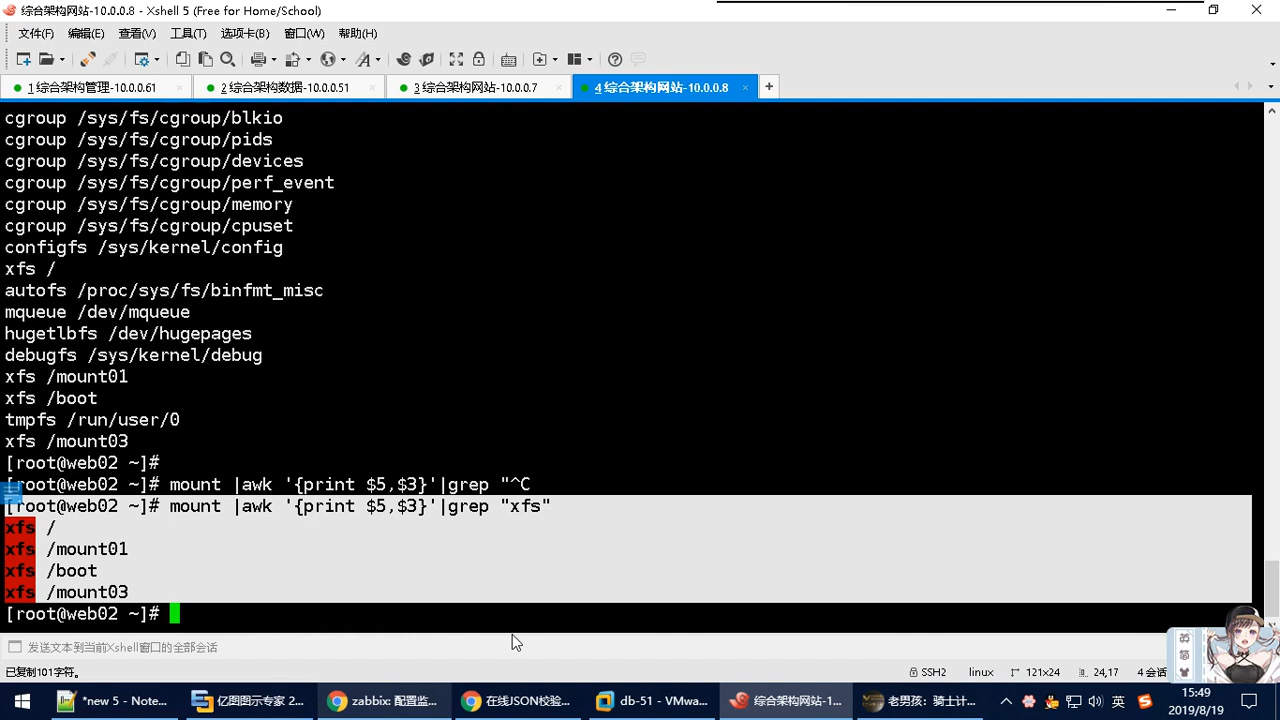 综合架构网站-10.0.0.8 - Xshell 5 (Free for Home/School)
文件(F) 编辑(E) 查看(V) 工具(T) 选项卡(B) 窗口(W) 帮助(H)
1 综合架构管理-10.0.0.61 2 综合架构数据-10.0.0.51 3 综合架构网站-10.0.0.7 4 综合架构网站-10.0.0.8
cgroup /sys/fs/cgroup/blkio
cgroup /sys/fs/cgroup/pids
cgroup /sys/fs/cgroup/devices
cgroup /sys/fs/cgroup/perf_event
cgroup /sys/fs/cgroup/memory
cgroup /sys/fs/cgroup/cpuset
configfs /sys/kernel/config
xfs /
autofs /proc/sys/fs/binfmt_misc
mqueue /dev/mqueue
hugetlbfs /dev/hugepages
debugfs /sys/kernel/debug
xfs /mount01
xfs /boot
tmpfs /run/user/0
xfs /mount03
[root@web02 ~]#
[root@web02 ~]# mount |awk '{print $5,$3}'|grep "^C
[root@web02 ~]# mount |awk '{print $5,$3}'|grep "xfs"
xfs /
xfs /mount01
xfs /boot
xfs /mount03
[root@web02 ~]#
发送文本到当前Xshell窗口的全部会话
已复制101字符。 SSH2 linux 121x24 24,17 4 会话
英 简
*new 5 - Note... 亿图图示专家 2... zabbix: 配置监... 在线JSON校验... db-51 - VMwa... 综合架构网站-1... 老男孩：骑士计... 英 15:49
2019/8/19